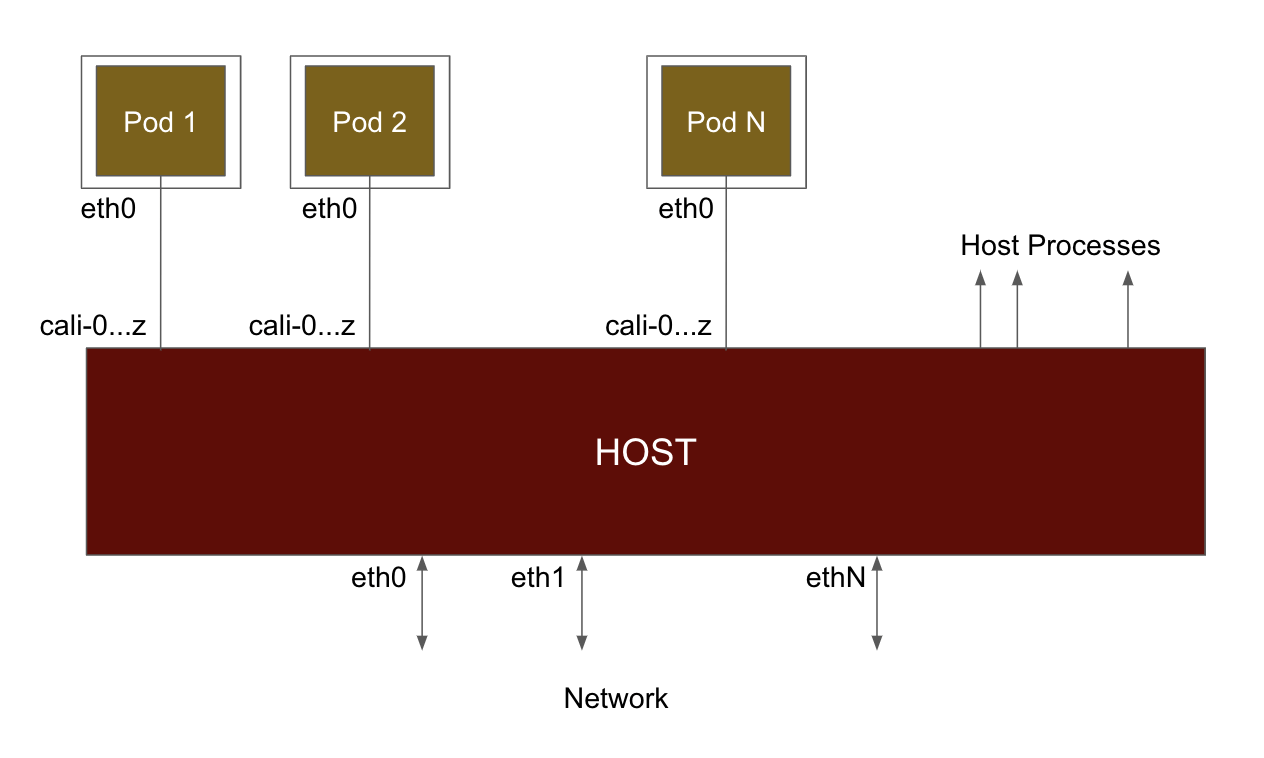 Pod 1
Pod 2
Pod N
eth0
eth0
eth0
Host Processes
cali-0...z
cali-0...z
cali-0...z
HOST
eth0
eth1
ethN
Network